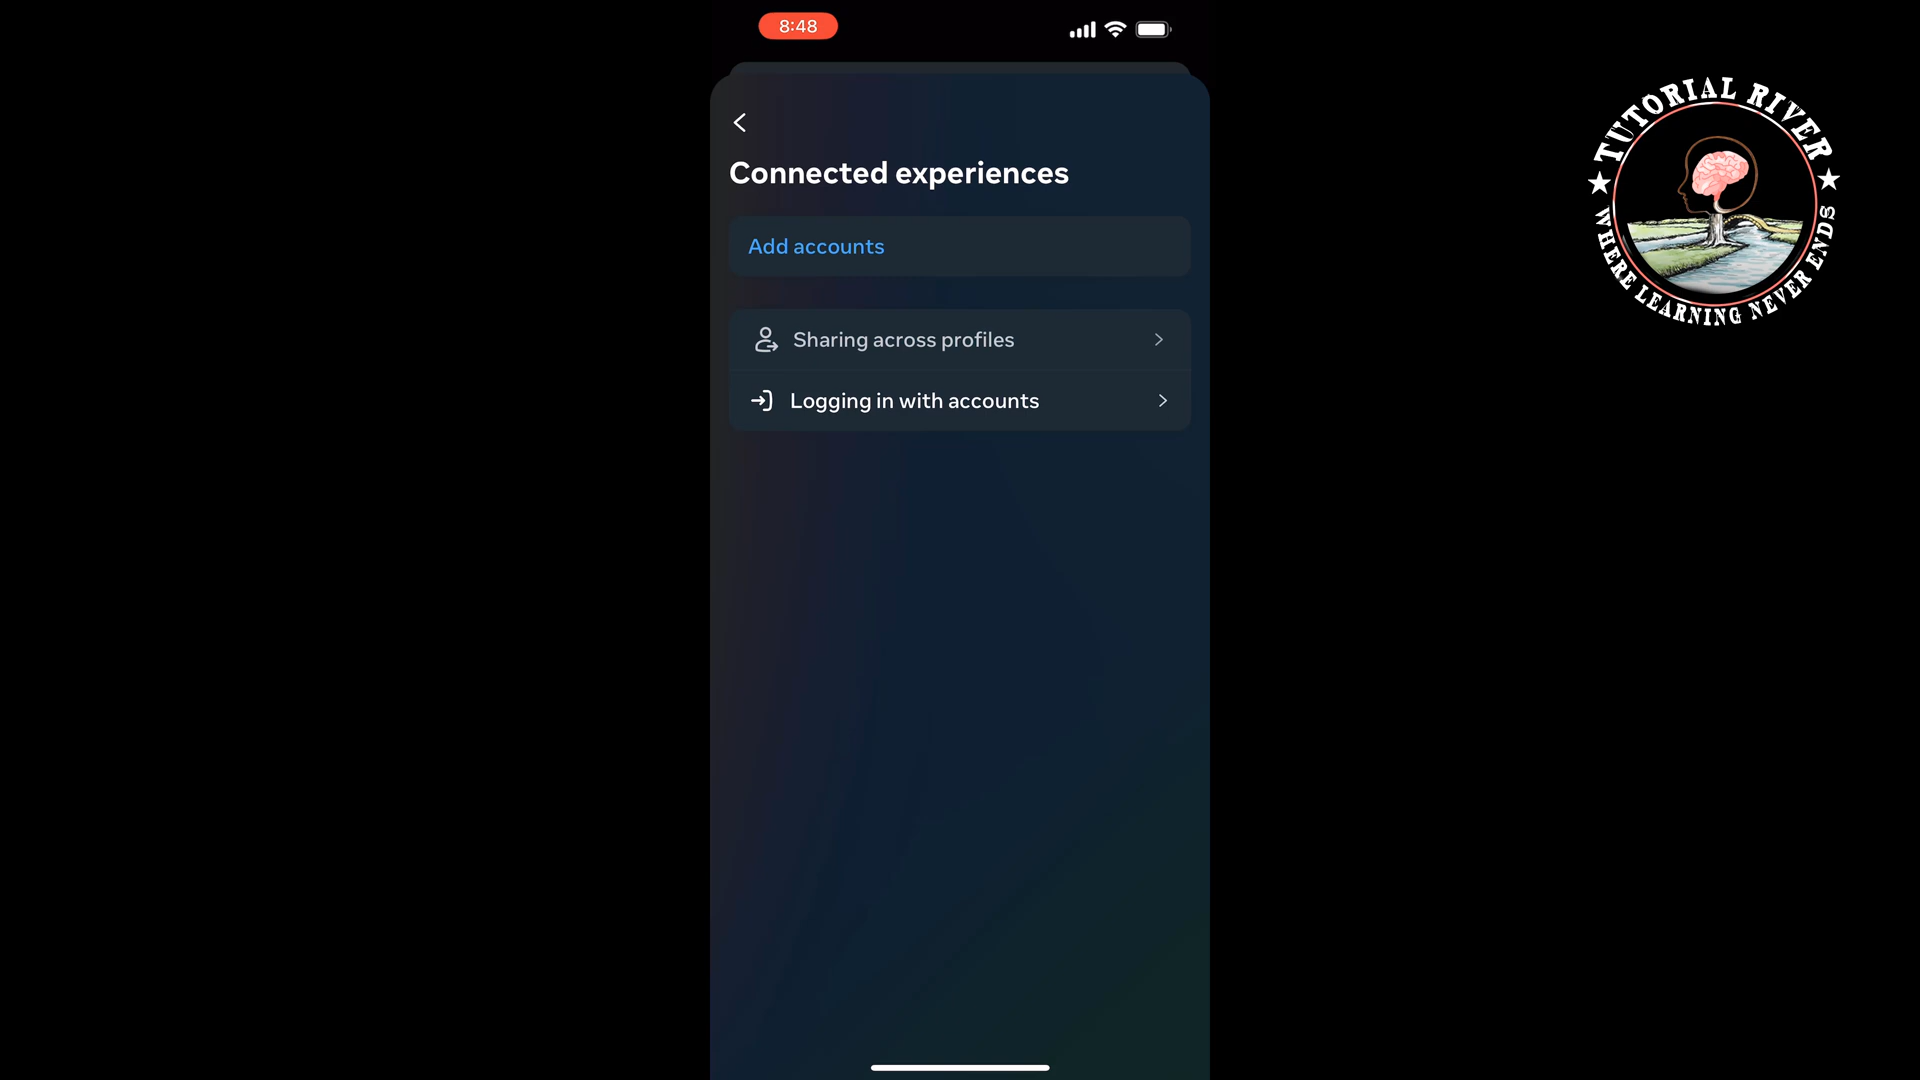 8:48
TUTORIAL RIVER
WHERE LEARNING NEVER ENDS
Connected experiences
Add accounts
Sharing across profiles
Logging in with accounts